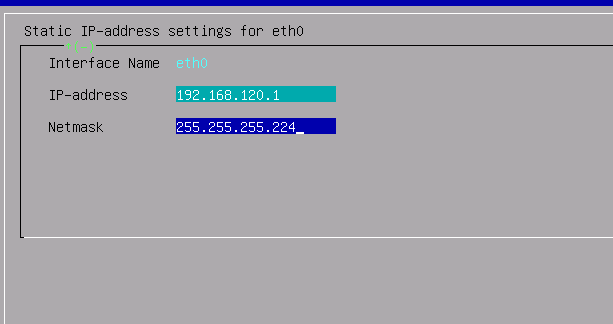 Static IP-address settings for eth0
*(-)
Interface Name eth0
IP-address 192.168.120.1
Netmask 255.255.255.224_